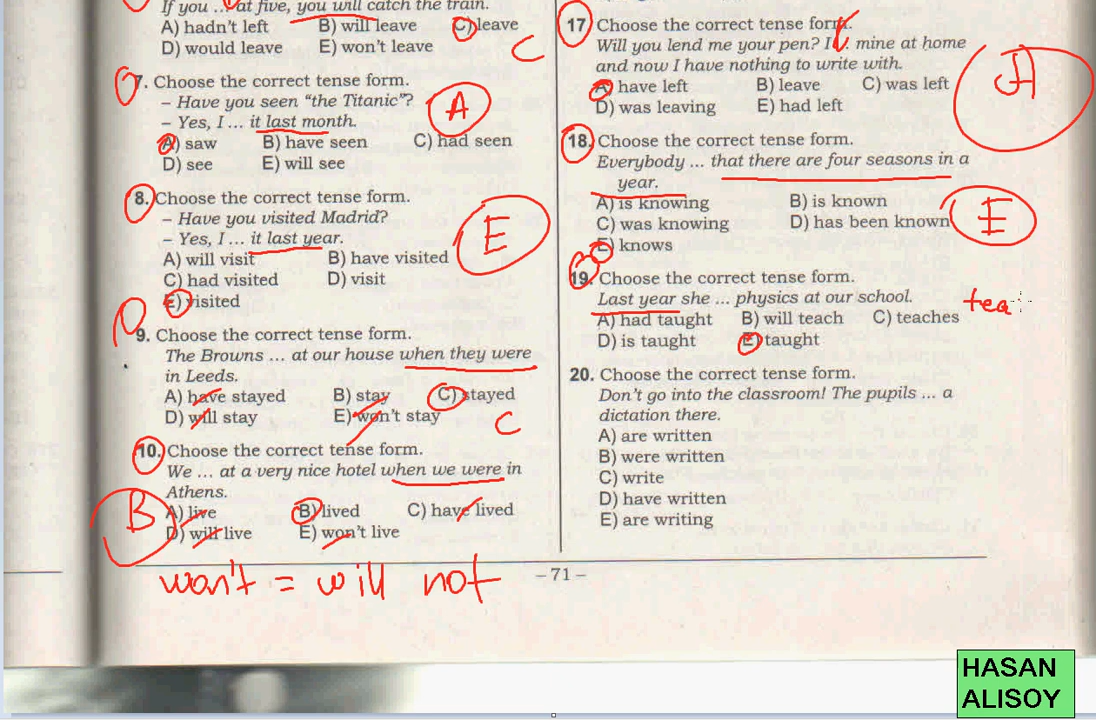 If you ... at five, you will catch the train.
A) hadn't left B) will leave C) leave
D) would leave E) won't leave
C
7. Choose the correct tense form.
– Have you seen "the Titanic"?
– Yes, I ... it last month.
A) saw B) have seen C) had seen
D) see E) will see
A
8. Choose the correct tense form.
– Have you visited Madrid?
– Yes, I ... it last year.
A) will visit B) have visited
C) had visited D) visit
E) visited
E
9. Choose the correct tense form.
The Browns ... at our house when they were
in Leeds.
A) have stayed B) stay C) stayed
D) will stay E) won't stay
C
10. Choose the correct tense form.
We ... at a very nice hotel when we were in
Athens.
A) live B) lived C) have lived
D) will live E) won't live
B
won't = will not
17. Choose the correct tense form.
Will you lend me your pen? I ... mine at home
and now I have nothing to write with.
A) have left B) leave C) was left
D) was leaving E) had left
A
18. Choose the correct tense form.
Everybody ... that there are four seasons in a
year.
A) is knowing B) is known
C) was knowing D) has been known
E) knows
E
19. Choose the correct tense form.
Last year she ... physics at our school.
A) had taught B) will teach C) teaches
D) is taught E) taught
tea
20. Choose the correct tense form.
Don't go into the classroom! The pupils ... a
dictation there.
A) are written
B) were written
C) write
D) have written
E) are writing
– 71 –
HASAN
ALISOY